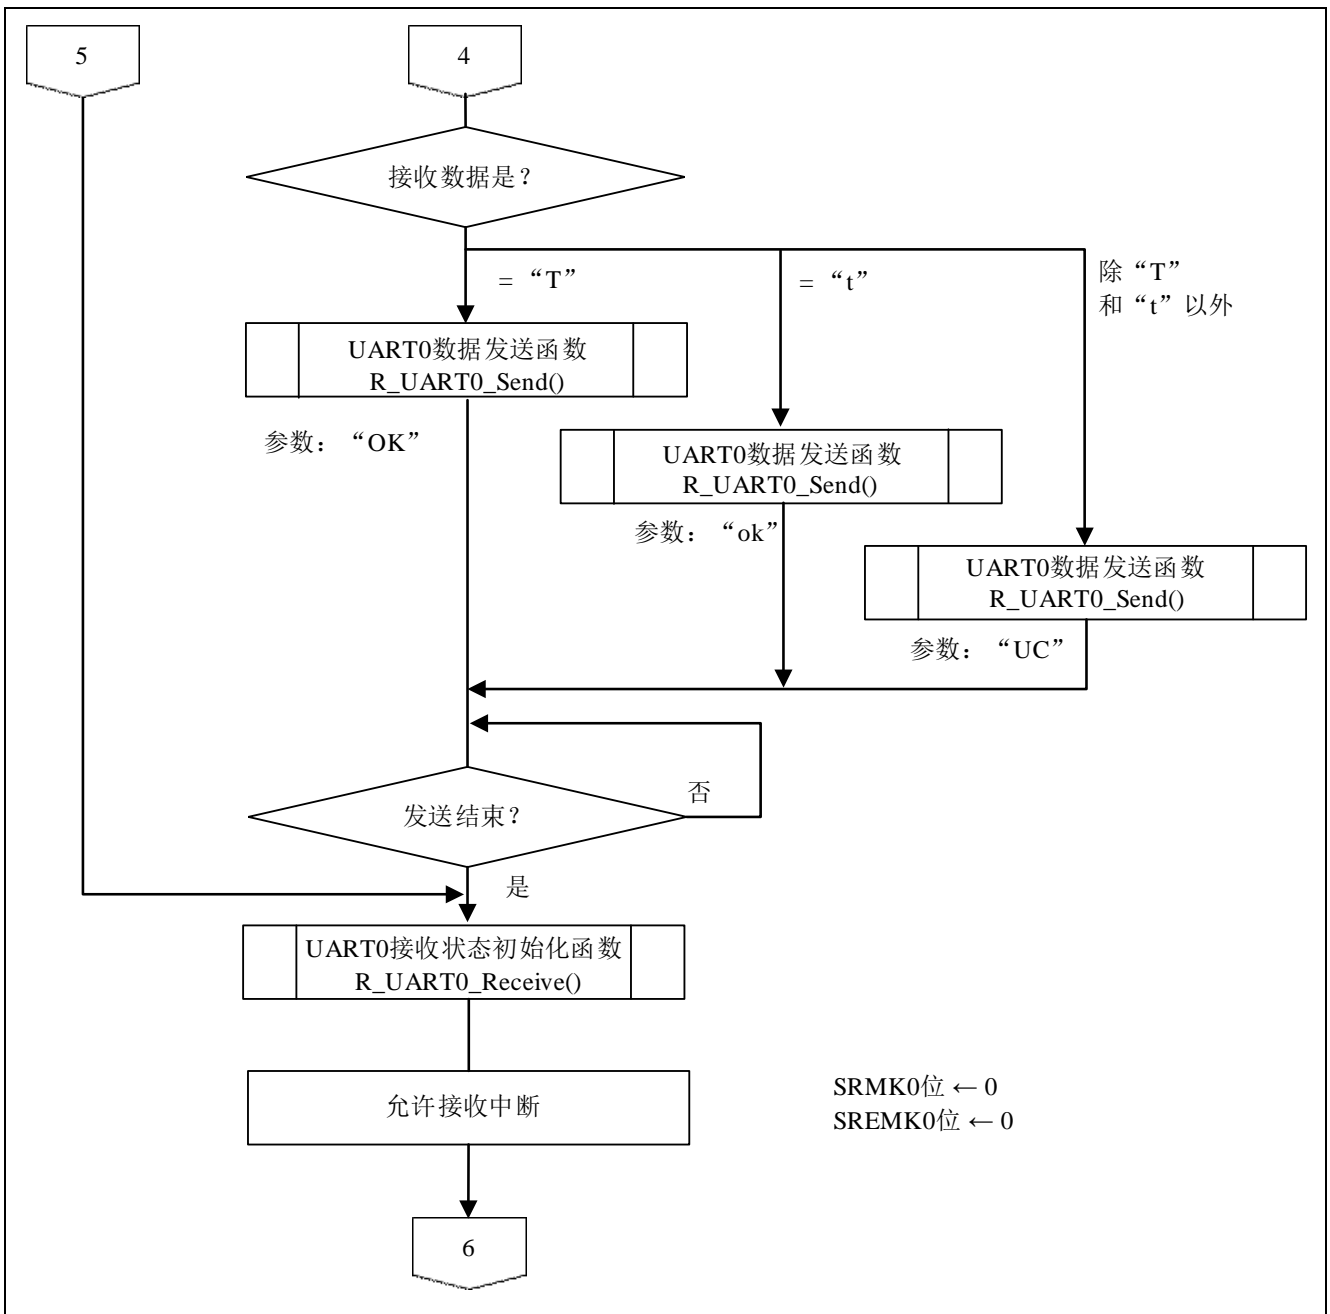 5
4
接收数据是?
= “T”
= “t”
除“T”
和“t”以外
UART0数据发送函数
R_UART0_Send()
参数: “OK”
UART0数据发送函数
R_UART0_Send()
参数: “ok”
UART0数据发送函数
R_UART0_Send()
参数: “UC”
否
发送结束?
是
UART0接收状态初始化函数
R_UART0_Receive()
允许接收中断
SRMK0位 ← 0
SREMK0位 ← 0
6